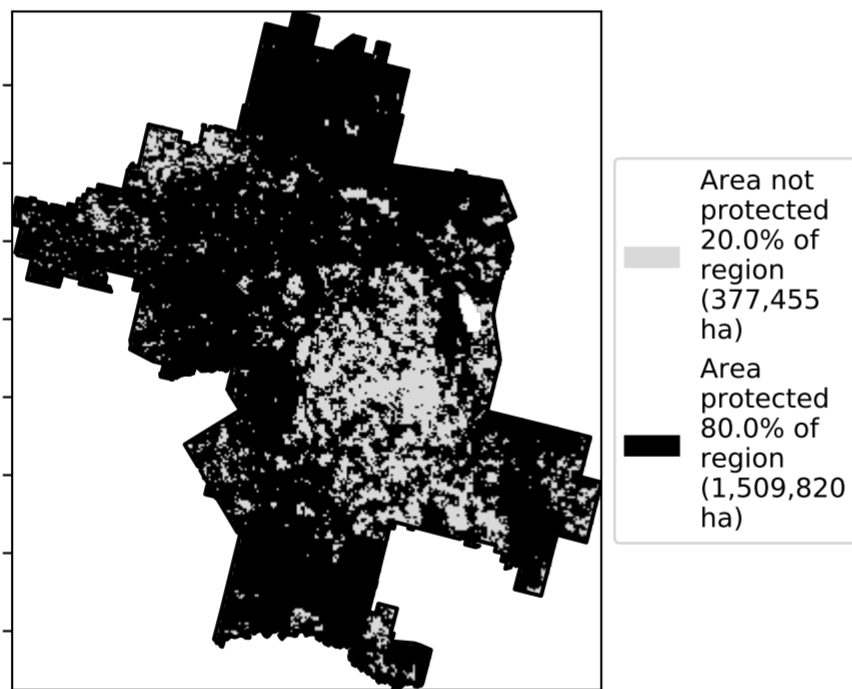 Area not
protected
20.0% of
region
(377,455
ha)
Area
protected
80.0% of
region
(1,509,820
ha)